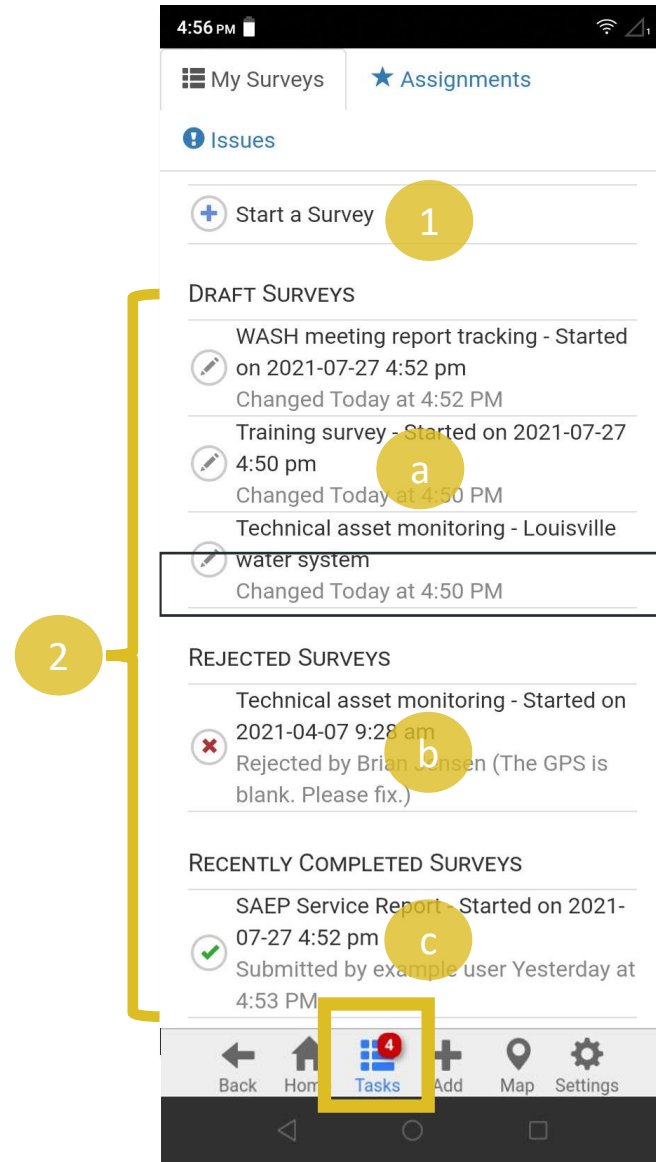 4:56 PM
1
My Surveys
Assignments
Issues
Start a Survey
1
DRAFT SURVEYS
WASH meeting report tracking - Started
on 2021-07-27 4:52 pm
Changed Today at 4:52 PM
Training survey - Started on 2021-07-27
4:50 pm
a
Changed Today at 4:50 PM
Technical asset monitoring - Louisville
water system
Changed Today at 4:50 PM
2
REJECTED SURVEYS
Technical asset monitoring - Started on
2021-04-07 9:28 am
b
Rejected by Brian Jensen (The GPS is
blank. Please fix.)
RECENTLY COMPLETED SURVEYS
SAEP Service Report - Started on 2021-
07-27 4:52 pm
c
Submitted by example user Yesterday at
4:53 PM
4
Back Home Tasks Add Map Settings